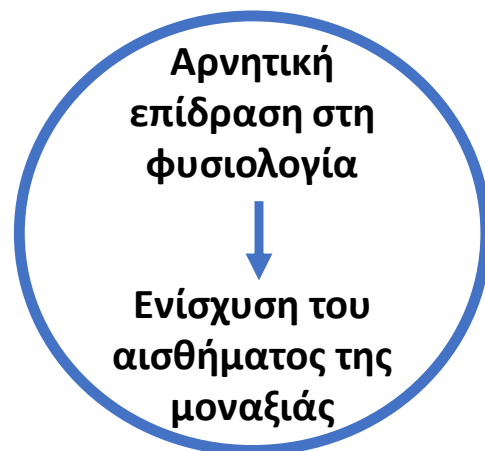 Αρνητική
επίδραση στη
φυσιολογία
Ενίσχυση του
αισθήματος της
μοναξιάς